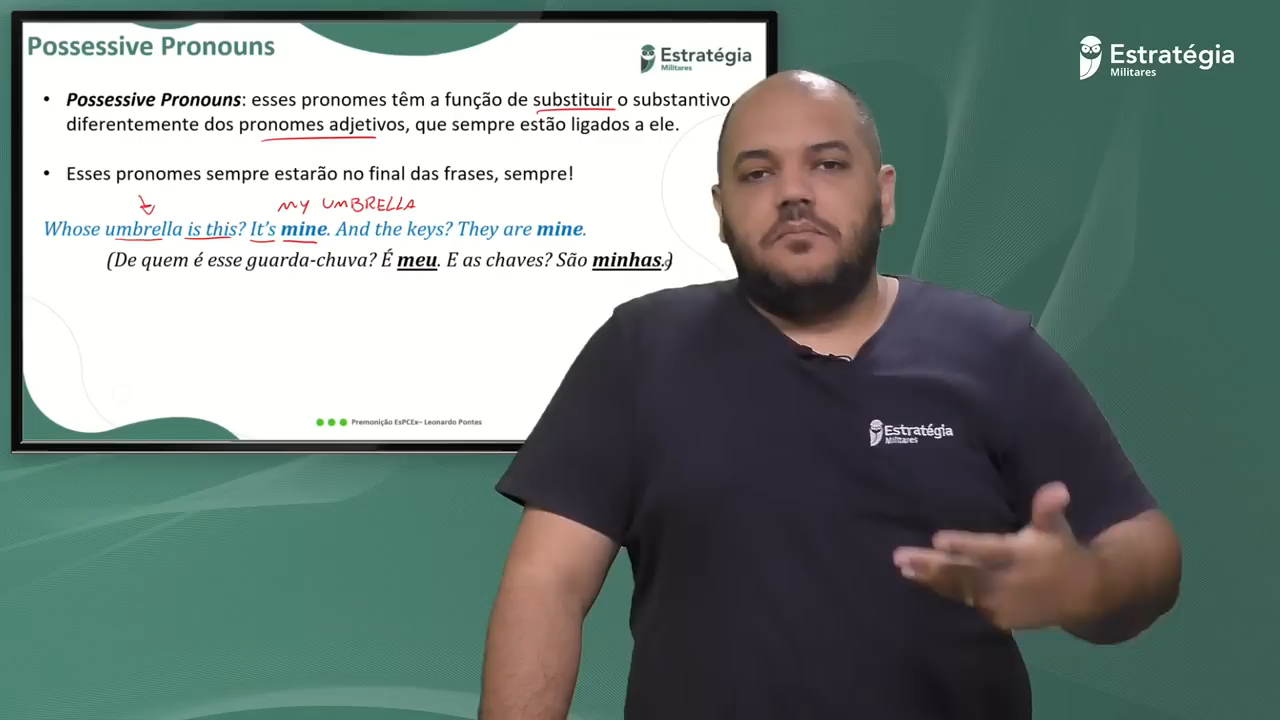 Possessive Pronouns
Estratégia
Militares
Estratégia
Militares
• Possessive Pronouns: esses pronomes têm a função de substituir o substantivo,
diferentemente dos pronomes adjetivos, que sempre estão ligados a ele.
• Esses pronomes sempre estarão no final das frases, sempre!
MY UMBRELLA
Whose umbrella is this? It's mine. And the keys? They are mine.
(De quem é esse guarda-chuva? É meu. E as chaves? São minhas.)
Premonição EsPCEx– Leonardo Pontes
Estratégia
Militares